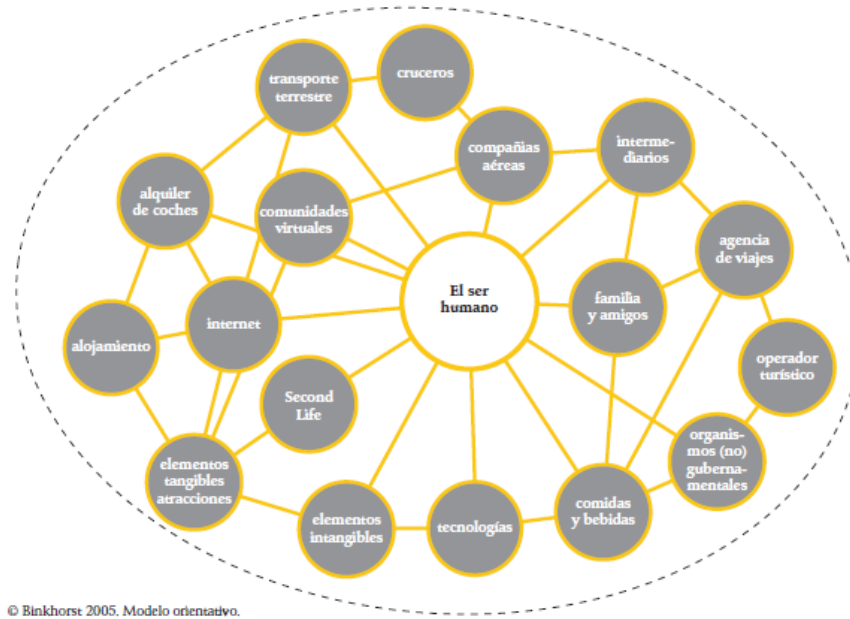 transporte
terrestre
cruceros
compañias
aéreas
interme-
diarios
alquiler
de coches
comunidades
virtuales
agencia
de viajes
El ser
humano
familia
y amigos
internet
alojamiento
operador
turístico
Second
Life
organis-
mos (no)
guberna-
mentales
elementos
tangibles
atracciones
elementos
intangibles
tecnologías
comidas
y bebidas
© Binkhorst 2005. Modelo orientativo.